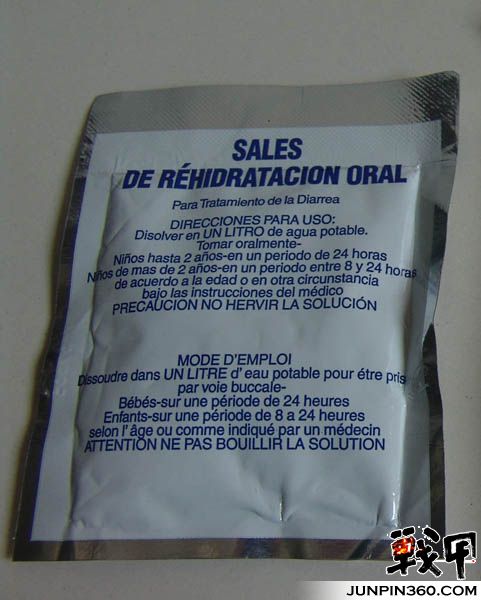 SALES
DE RÉHIDRATACION ORAL
Para Tratamiento de la Diarrea
DIRECCIONES PARA USO:
Disolver en UN LITRO de agua potable.
Tomar oralmente-
Niños hasta 2 años-en un periodo de 24 horas
Niños de mas de 2 años-en un periodo entre 8 y 24 horas
de acuerdo a la edad o en otra circunstancia
bajo las instrucciones del médico
PRECAUCION NO HERVIR LA SOLUCIÓN
MODE D'EMPLOI
Dissoudre dans UN LITRE d' eau potable pour étre pris
par voie buccale-
Bébés-sur une période de 24 heures
Enfants-sur une période de 8 a 24 heures
selon l' âge ou comme indiqué par un médecin
ATTENTION NE PAS BOUILLIR LA SOLUTION
戰甲
JUNPIN360.COM